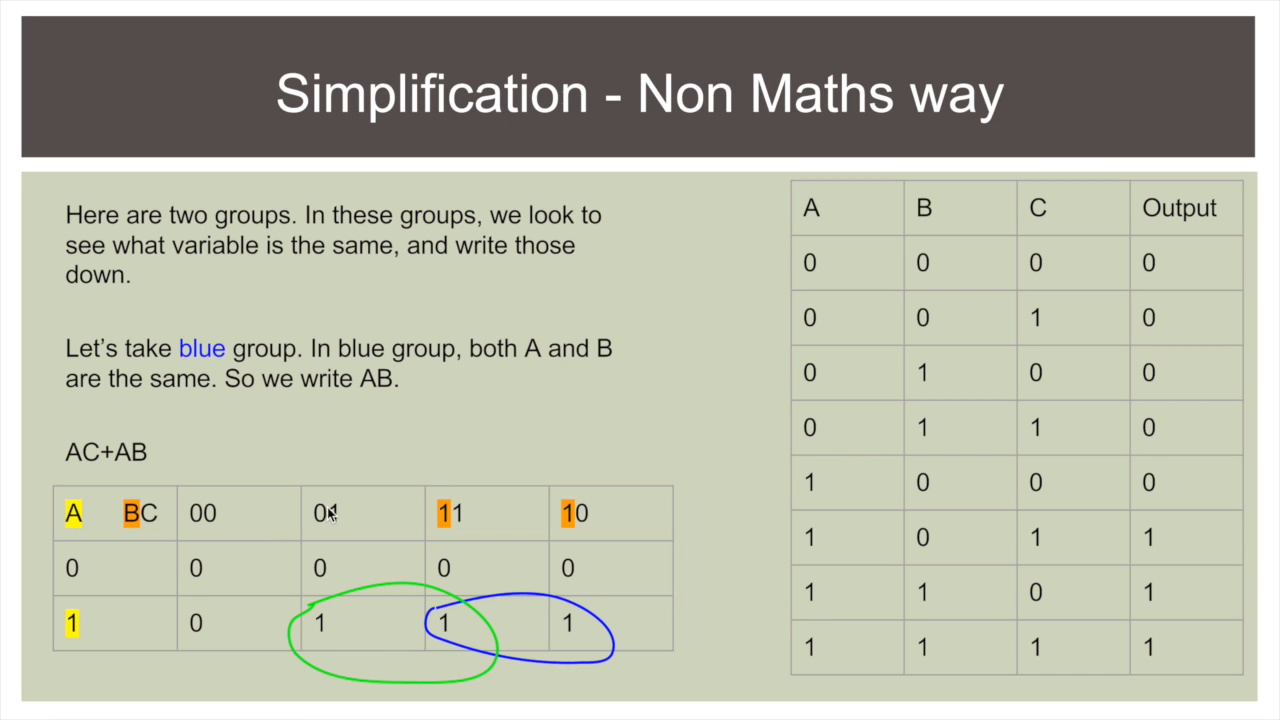 Simplification - Non Maths way
Here are two groups. In these groups, we look to
see what variable is the same, and write those
down.
Let's take blue group. In blue group, both A and B
are the same. So we write AB.
AC+AB
A BC 00 01 11 10
0 0 0 0 0
1 0 1 1 1
A B C Output
0 0 0 0
0 0 1 0
0 1 0 0
0 1 1 0
1 0 0 0
1 0 1 1
1 1 0 1
1 1 1 1